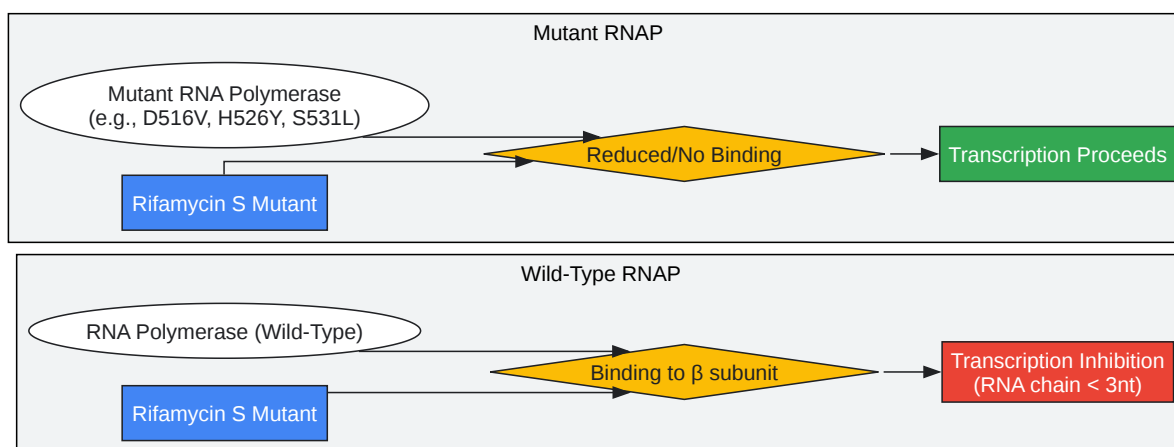 Mutant RNAP
Mutant RNA Polymerase
(e.g., D516V, H526Y, S531L)
Reduced/No Binding
Transcription Proceeds
Rifamycin S Mutant
Wild-Type RNAP
RNA Polymerase (Wild-Type)
Binding to β subunit
Transcription Inhibition
(RNA chain < 3nt)
Rifamycin S Mutant